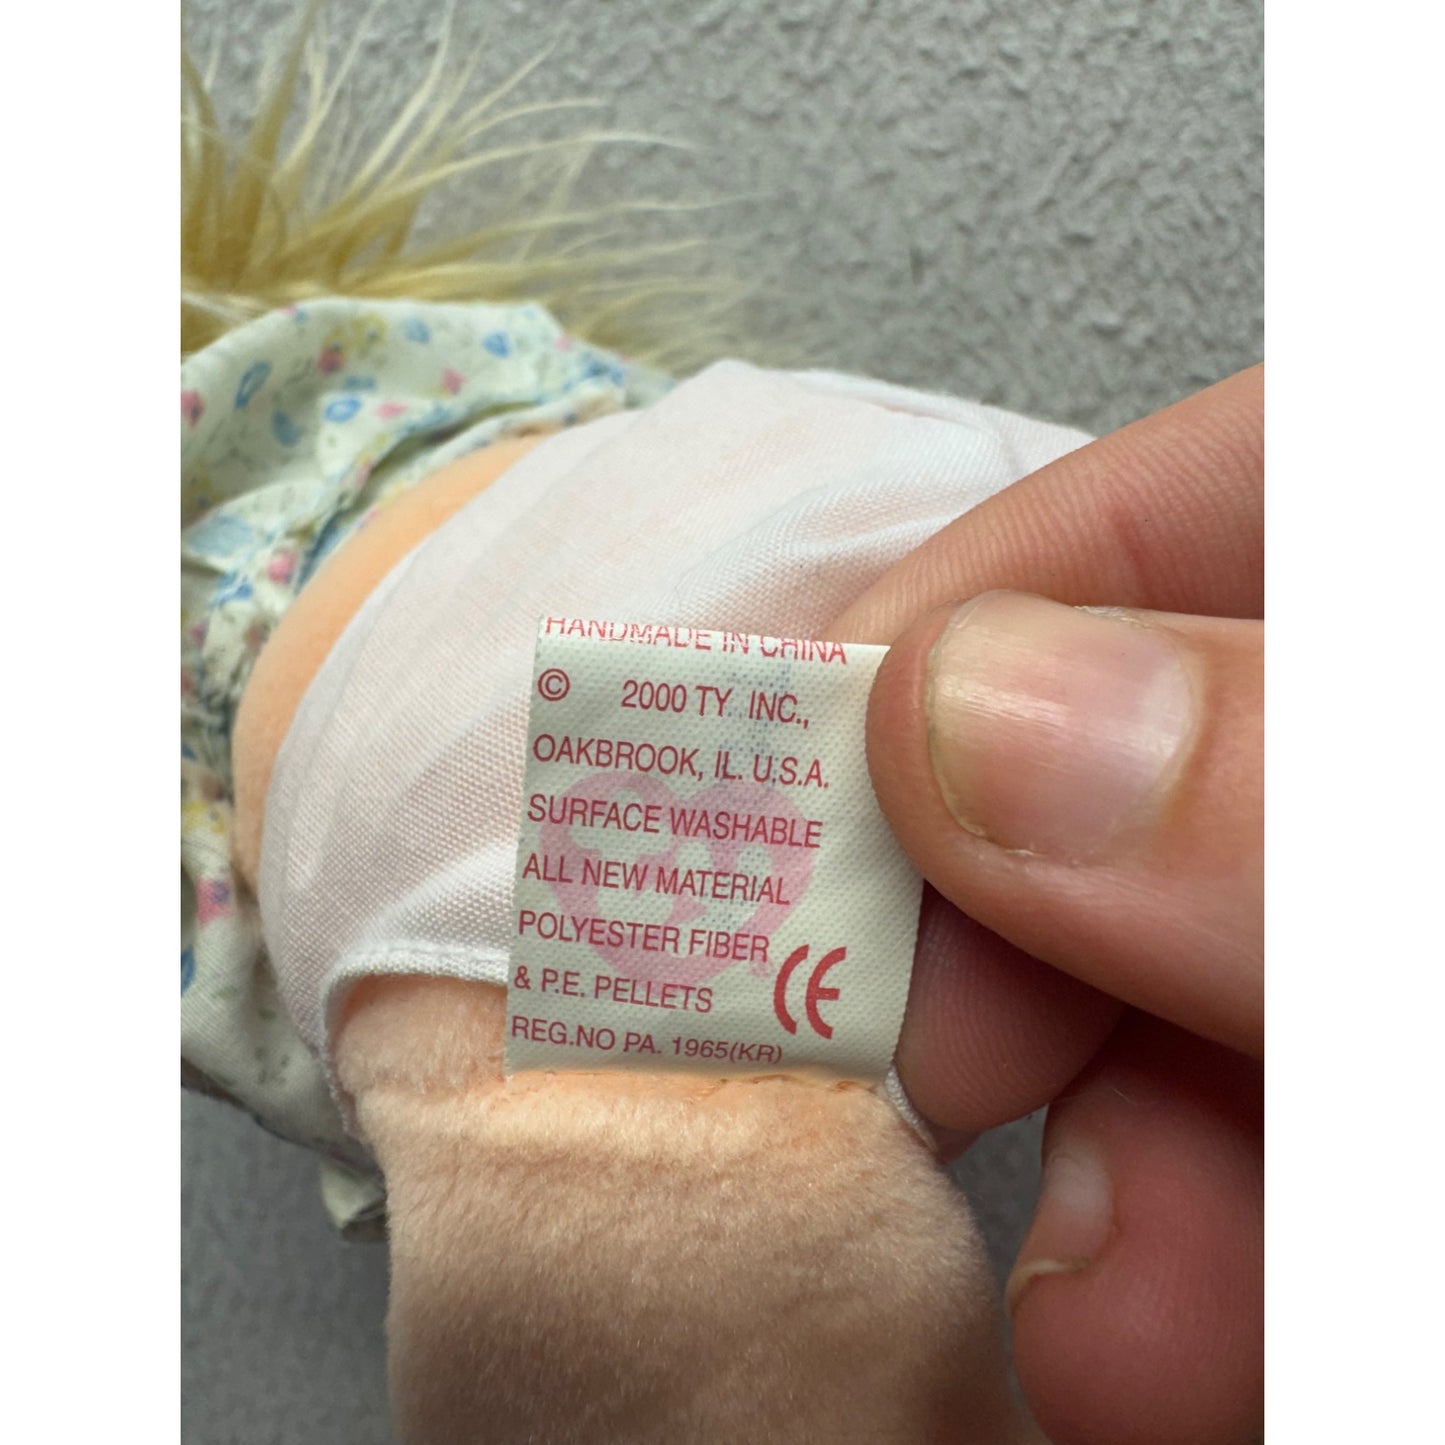 HANDMADE IN CHINA
© 2000 TY INC.,
OAKBROOK, IL. U.S.A.
SURFACE WASHABLE
ALL NEW MATERIAL
POLYESTER FIBER
& P.E. PELLETS
CE
REG.NO PA. 1965(KR)